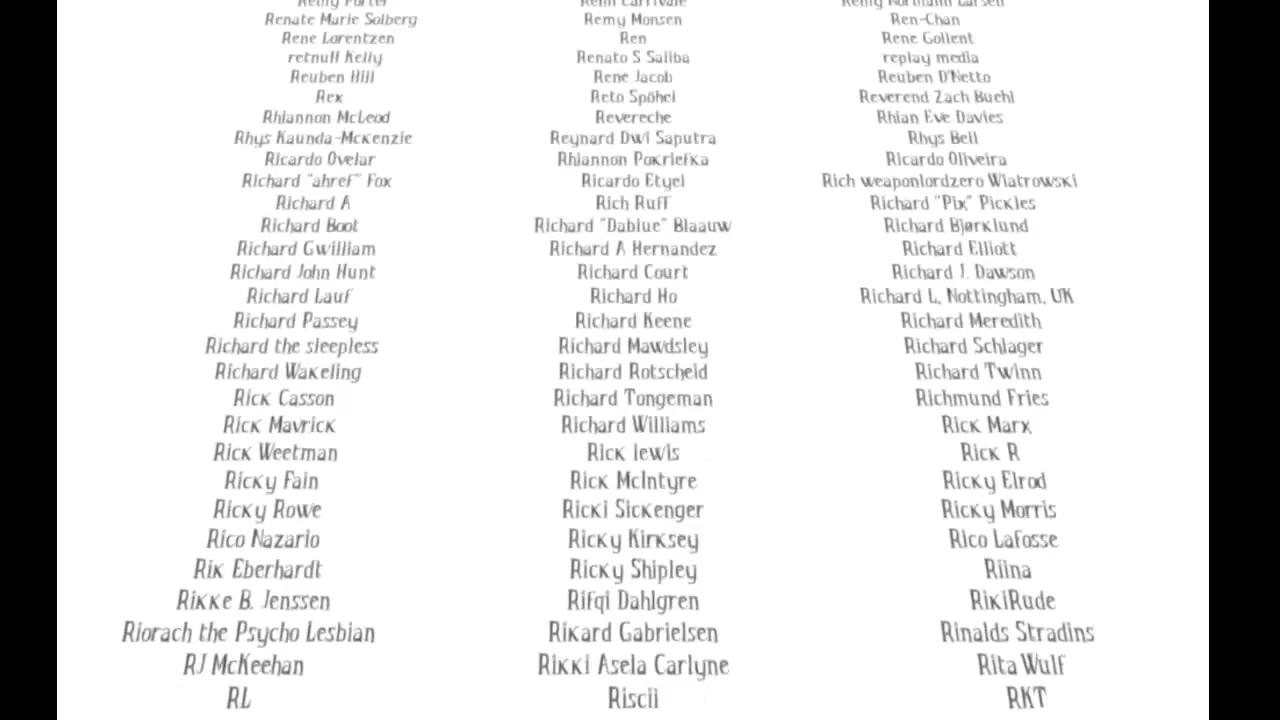 Remy Porter Remi Carrivale Remy Normann Larsen
Renate Marie Solberg Remy Monsen Ren-Chan
Rene Lorentzen Ren Rene Gollent
retnull Kelly Renato S Saliba replay media
Reuben Hill Rene Jacob Reuben D'Netto
Rex Reto Spöhel Reverend Zach Buehl
Rhiannon McLeod Revereche Rhian Eve Davies
Rhys Kaunda-McKenzie Reynard Dwi Saputra Rhys Bell
Ricardo Ovelar Rhiannon Pokriefka Ricardo Oliveira
Richard "ahref" Fox Ricardo Etyel Rich weaponlordzero Wiatrowski
Richard A Rich Ruff Richard "Pix" Pickles
Richard Boot Richard "Dablue" Blaauw Richard Bjørklund
Richard Gwilliam Richard A Hernandez Richard Elliott
Richard John Hunt Richard Court Richard J. Dawson
Richard Lauf Richard Ho Richard L, Nottingham, UK
Richard Passey Richard Keene Richard Meredith
Richard the sleepless Richard Mawdsley Richard Schlager
Richard Wakeling Richard Rotscheid Richard Twinn
Rick Casson Richard Tongeman Richmund Fries
Rick Mavrick Richard Williams Rick Marx
Rick Weetman Rick lewis Rick R
Ricky Fain Rick McIntyre Ricky Elrod
Ricky Rowe Ricki Sickenger Ricky Morris
Rico Nazario Ricky Kirksey Rico Lafosse
Rik Eberhardt Ricky Shipley Riina
Rikke B. Jenssen Rifqi Dahlgren RikiRude
Riorach the Psycho Lesbian Rikard Gabrielsen Rinalds Stradins
RJ McKeehan Rikki Asela Carlyne Rita Wulf
RL Riscii RKT